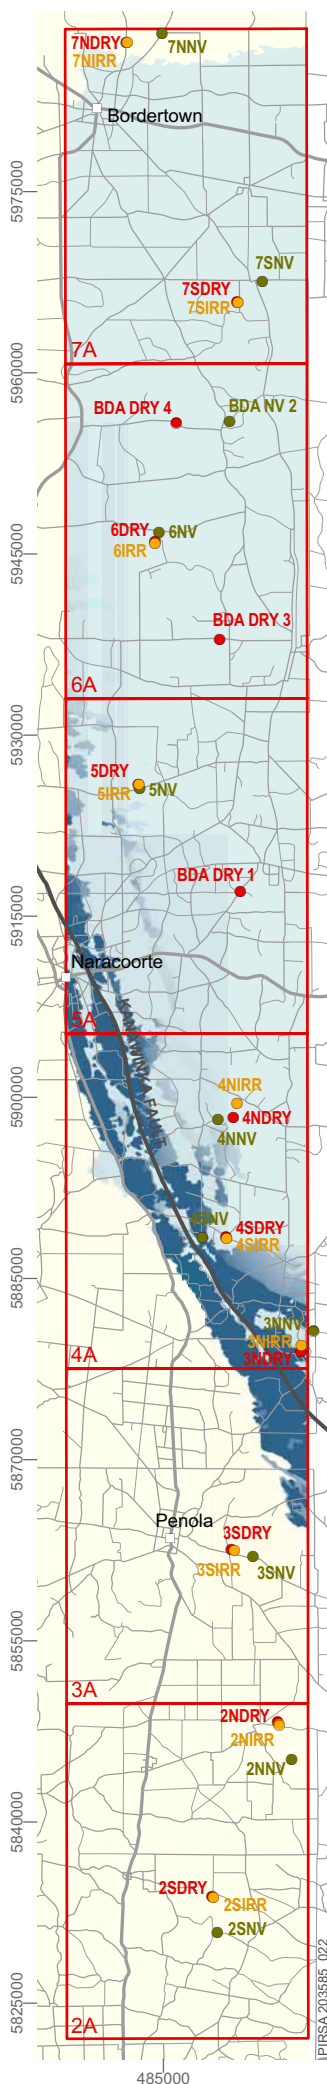 7NDRY
7NNV
7NIRR
Bordertown
5975000
7SNV
7SDRY
7SIRR
7A
5960000
BDA DRY 4
BDA NV 2
6DRY
6NV
6IRR
5945000
BDA DRY 3
6A
5930000
5DRY
5IRR
5NV
BDA DRY 1
5915000
Naracoorte
5A
KANAWINKA FAULT
4NIRR
5900000
4NDRY
4NNV
4SNV
4SDRY
4SIRR
5885000
3NNV
3NIRR
3NDRY
4A
5870000
Penola
3SDRY
3SIRR
3SNV
5855000
3A
2NDRY
2NIRR
2NNV
5840000
2SDRY
2SIRR
2SNV
5825000
2A
PIRSA 203585_022
485000